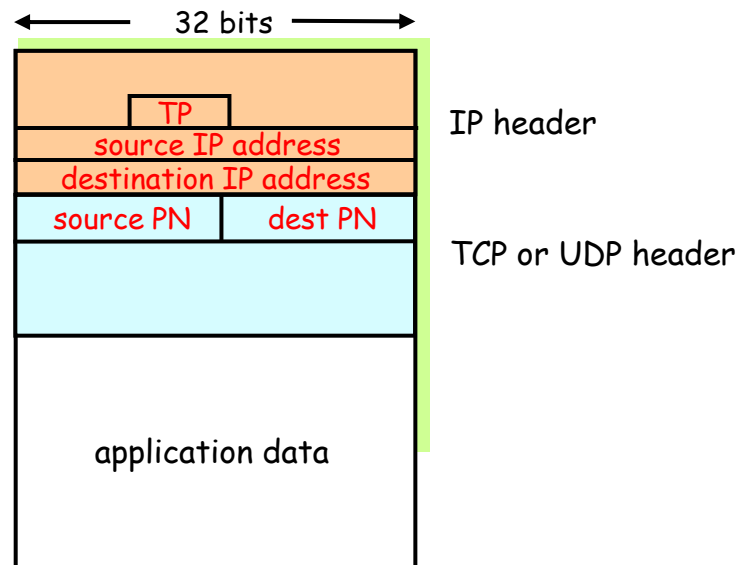 32 bits
TP
IP header
source IP address
destination IP address
source PN
dest PN
TCP or UDP header
application data